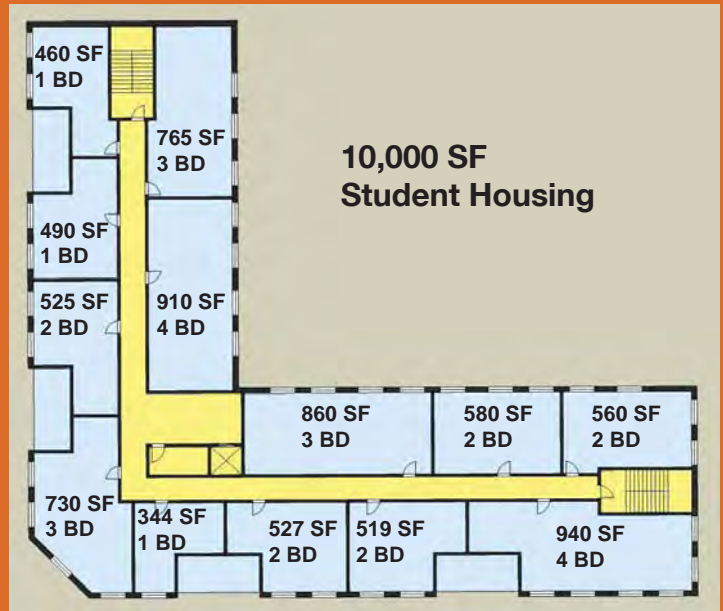 460 SF
1 BD
765 SF
3 BD
10,000 SF
Student Housing
490 SF
1 BD
525 SF
2 BD
910 SF
4 BD
860 SF
3 BD
580 SF
2 BD
560 SF
2 BD
730 SF
3 BD
344 SF
1 BD
527 SF
2 BD
519 SF
2 BD
940 SF
4 BD